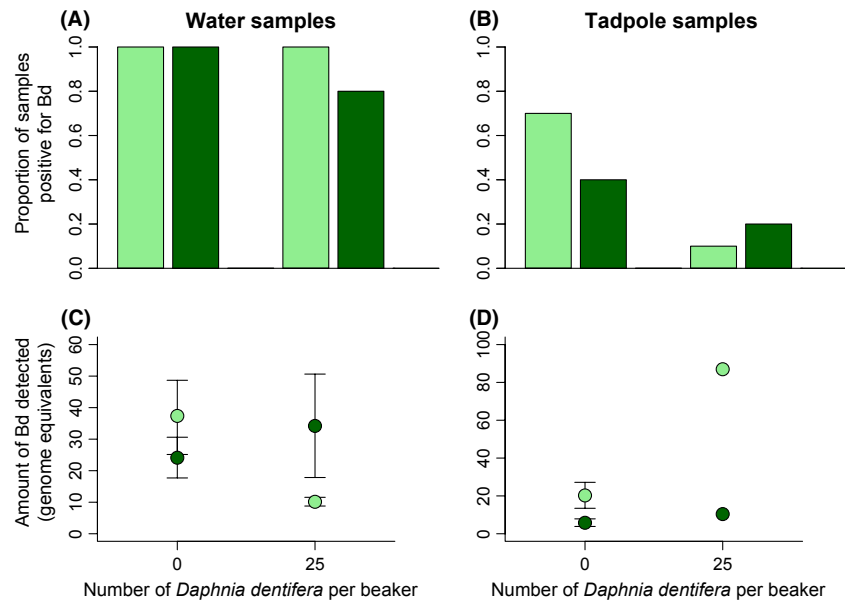 (A)
Water samples
(B)
Tadpole samples
Proportion of samples
positive for Bd
1.0
0.8
0.6
0.4
0.2
0.0
1.0
0.8
0.6
0.4
0.2
0.0
(C)
(D)
Amount of Bd detected
(genome equivalents)
60
50
40
30
20
10
0
100
80
60
40
20
0
0
25
0
25
Number of Daphnia dentifera per beaker
Number of Daphnia dentifera per beaker